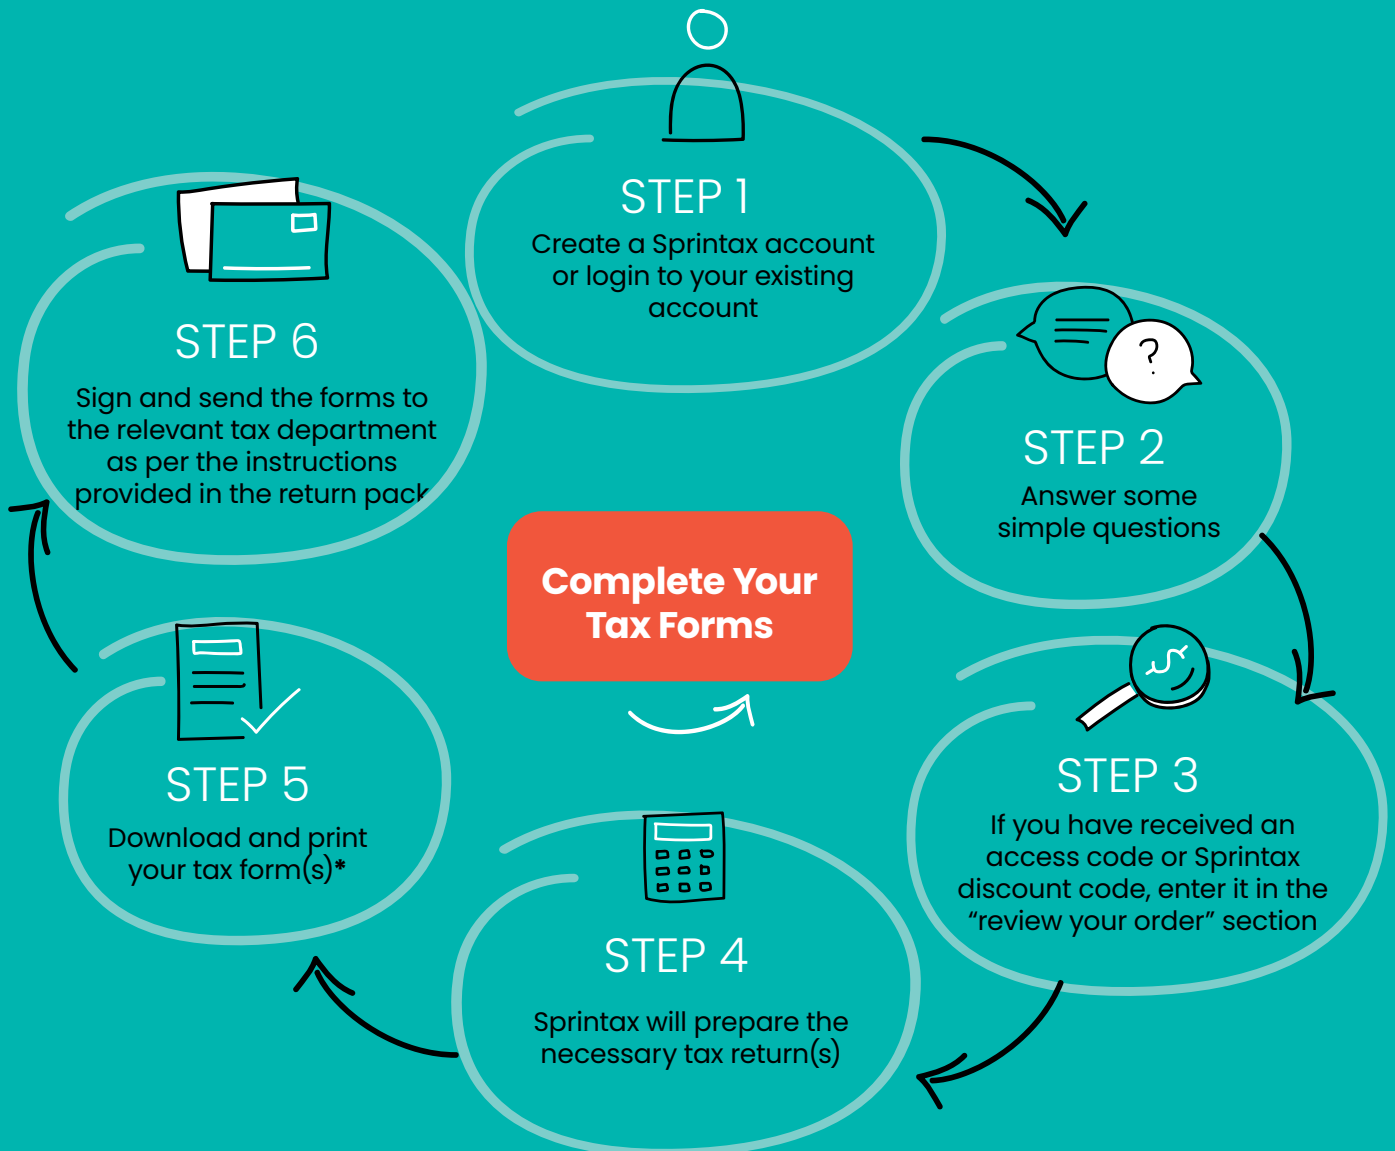 STEP 1
Create a Sprintax account
or login to your existing
account
STEP 2
Answer some
simple questions
STEP 3
If you have received an
access code or Sprintax
discount code, enter it in the
“review your order” section
STEP 4
Sprintax will prepare the
necessary tax return(s)
STEP 5
Download and print
your tax form(s)*
STEP 6
Sign and send the forms to
the relevant tax department
as per the instructions
provided in the return pack
Complete Your
Tax Forms
?